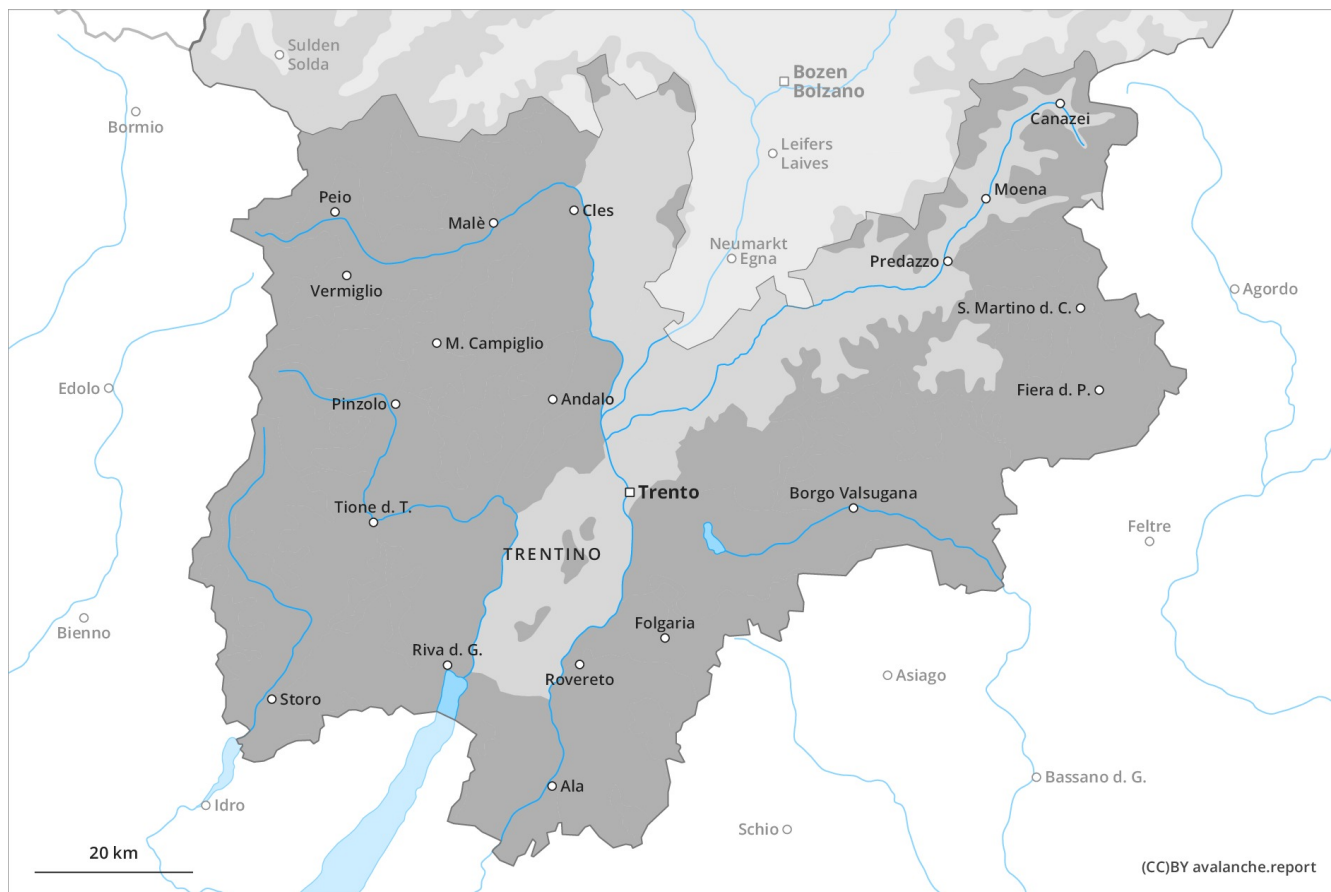 Sulden
Solda
Bozen
Bolzano
Bormio
Canazei
Leifers
Laives
Peio
Malè
Cles
Moena
Neumarkt
Egna
Predazzo
Vermiglio
Agordo
S. Martino d. C.
M. Campiglio
Edolo
Pinzolo
Andalo
Fiera d. P.
Trento
Borgo Valsugana
Tione d. T.
Feltre
TRENTINO
Bienno
Folgaria
Riva d. G.
Rovereto
Asiago
Storo
Ala
Bassano d. G.
Idro
Schio
20 km
(CC)BY avalanche.report